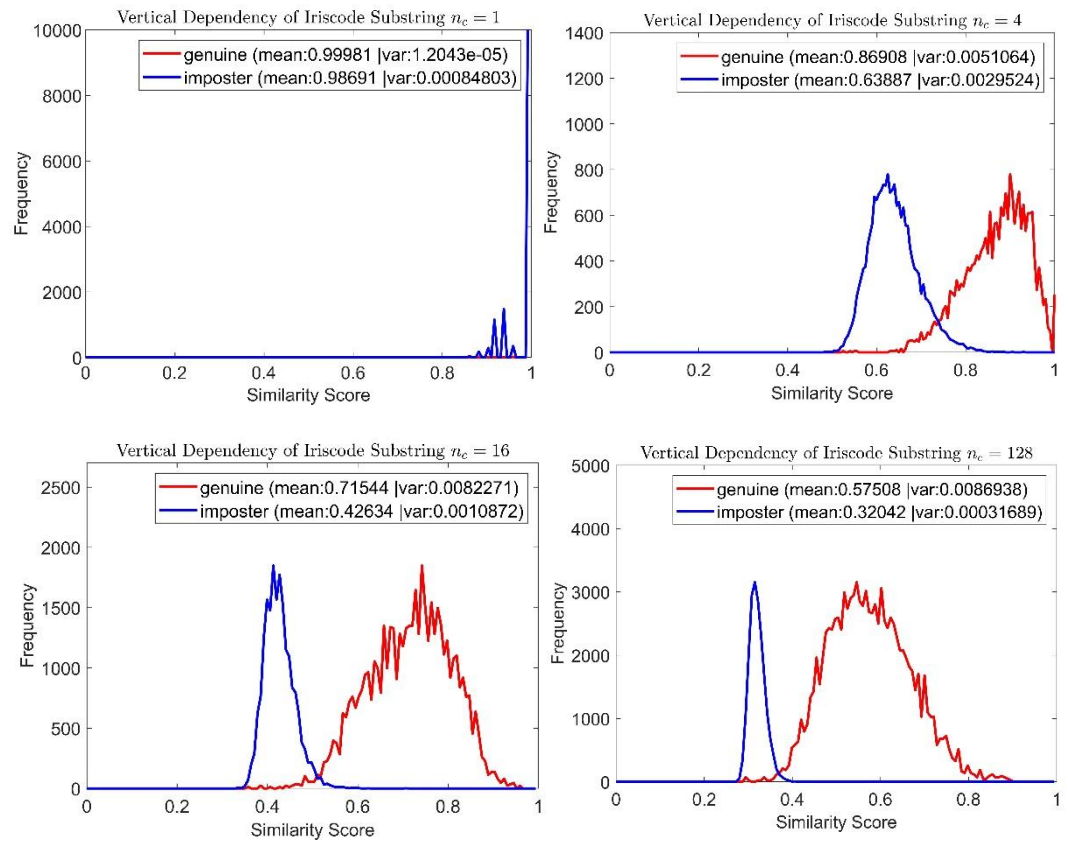 Vertical Dependency of Iriscode Substring n_c = 1
10000
genuine (mean:0.99981 |var:1.2043e-05)
imposter (mean:0.98691 |var:0.00084803)
8000
6000
4000
2000
0
Frequency
0 0.2 0.4 0.6 0.8 1
Similarity Score
Vertical Dependency of Iriscode Substring n_c = 4
1400
genuine (mean:0.86908 |var:0.0051064)
imposter (mean:0.63887 |var:0.0029524)
1200
1000
800
600
400
200
0
Frequency
0 0.2 0.4 0.6 0.8 1
Similarity Score
Vertical Dependency of Iriscode Substring n_c = 16
2500
genuine (mean:0.71544 |var:0.0082271)
imposter (mean:0.42634 |var:0.0010872)
2000
1500
1000
500
0
Frequency
0 0.2 0.4 0.6 0.8 1
Similarity Score
Vertical Dependency of Iriscode Substring n_c = 128
5000
genuine (mean:0.57508 |var:0.0086938)
imposter (mean:0.32042 |var:0.00031689)
4000
3000
2000
1000
0
Frequency
0 0.2 0.4 0.6 0.8 1
Similarity Score